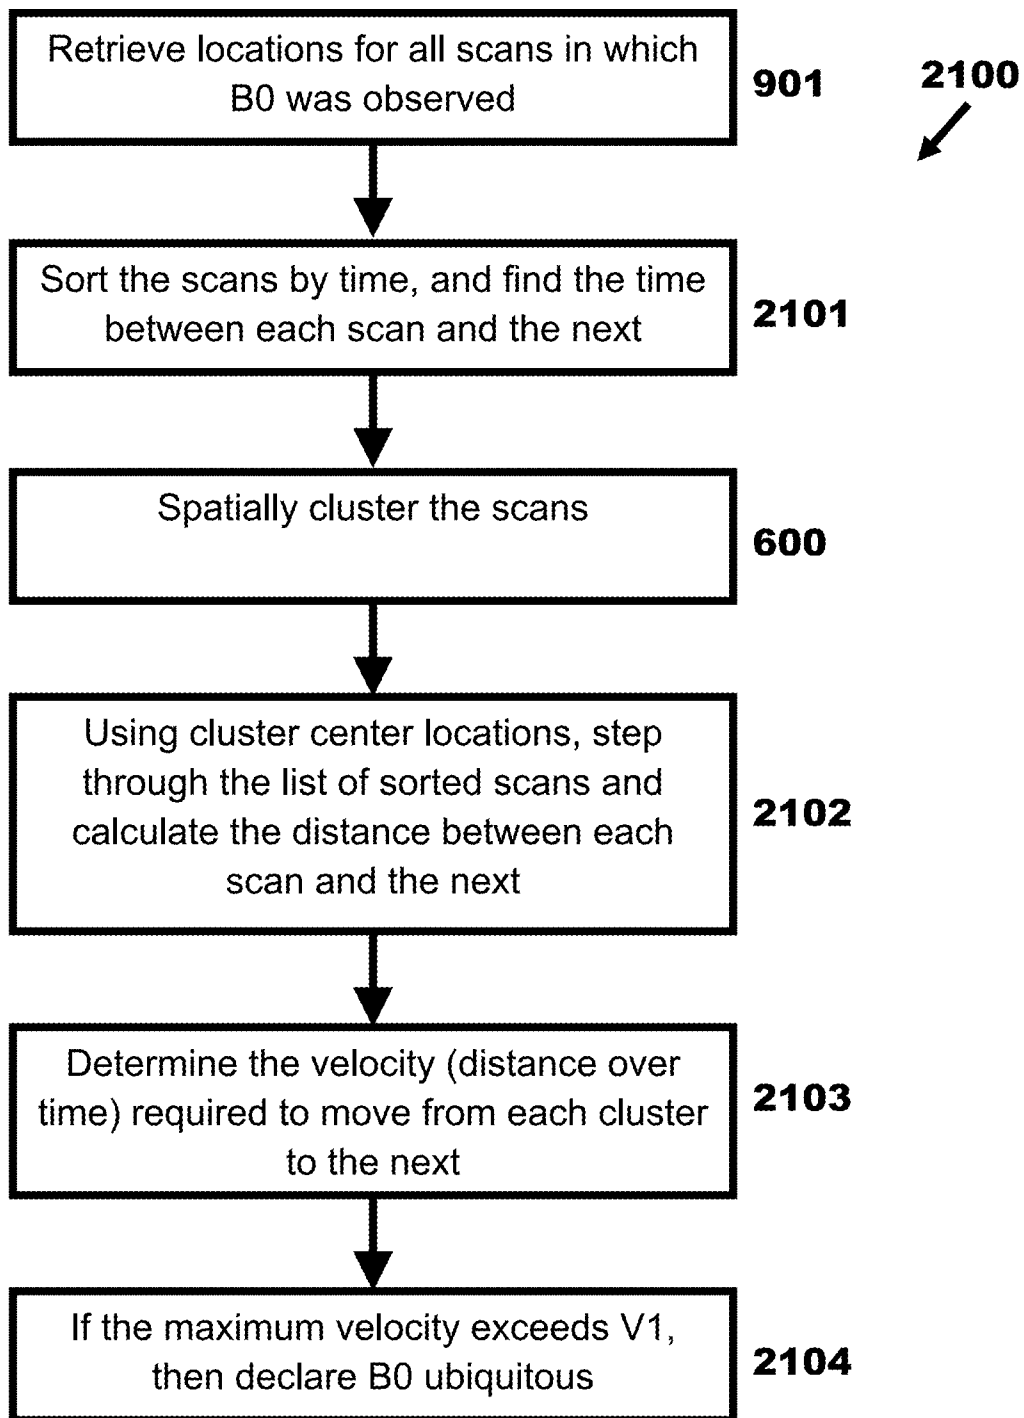 Retrieve locations for all scans in which
B0 was observed
901
2100
Sort the scans by time, and find the time
between each scan and the next
2101
Spatially cluster the scans
600
Using cluster center locations, step
through the list of sorted scans and
calculate the distance between each
scan and the next
2102
Determine the velocity (distance over
time) required to move from each cluster
to the next
2103
If the maximum velocity exceeds V1,
then declare B0 ubiquitous
2104